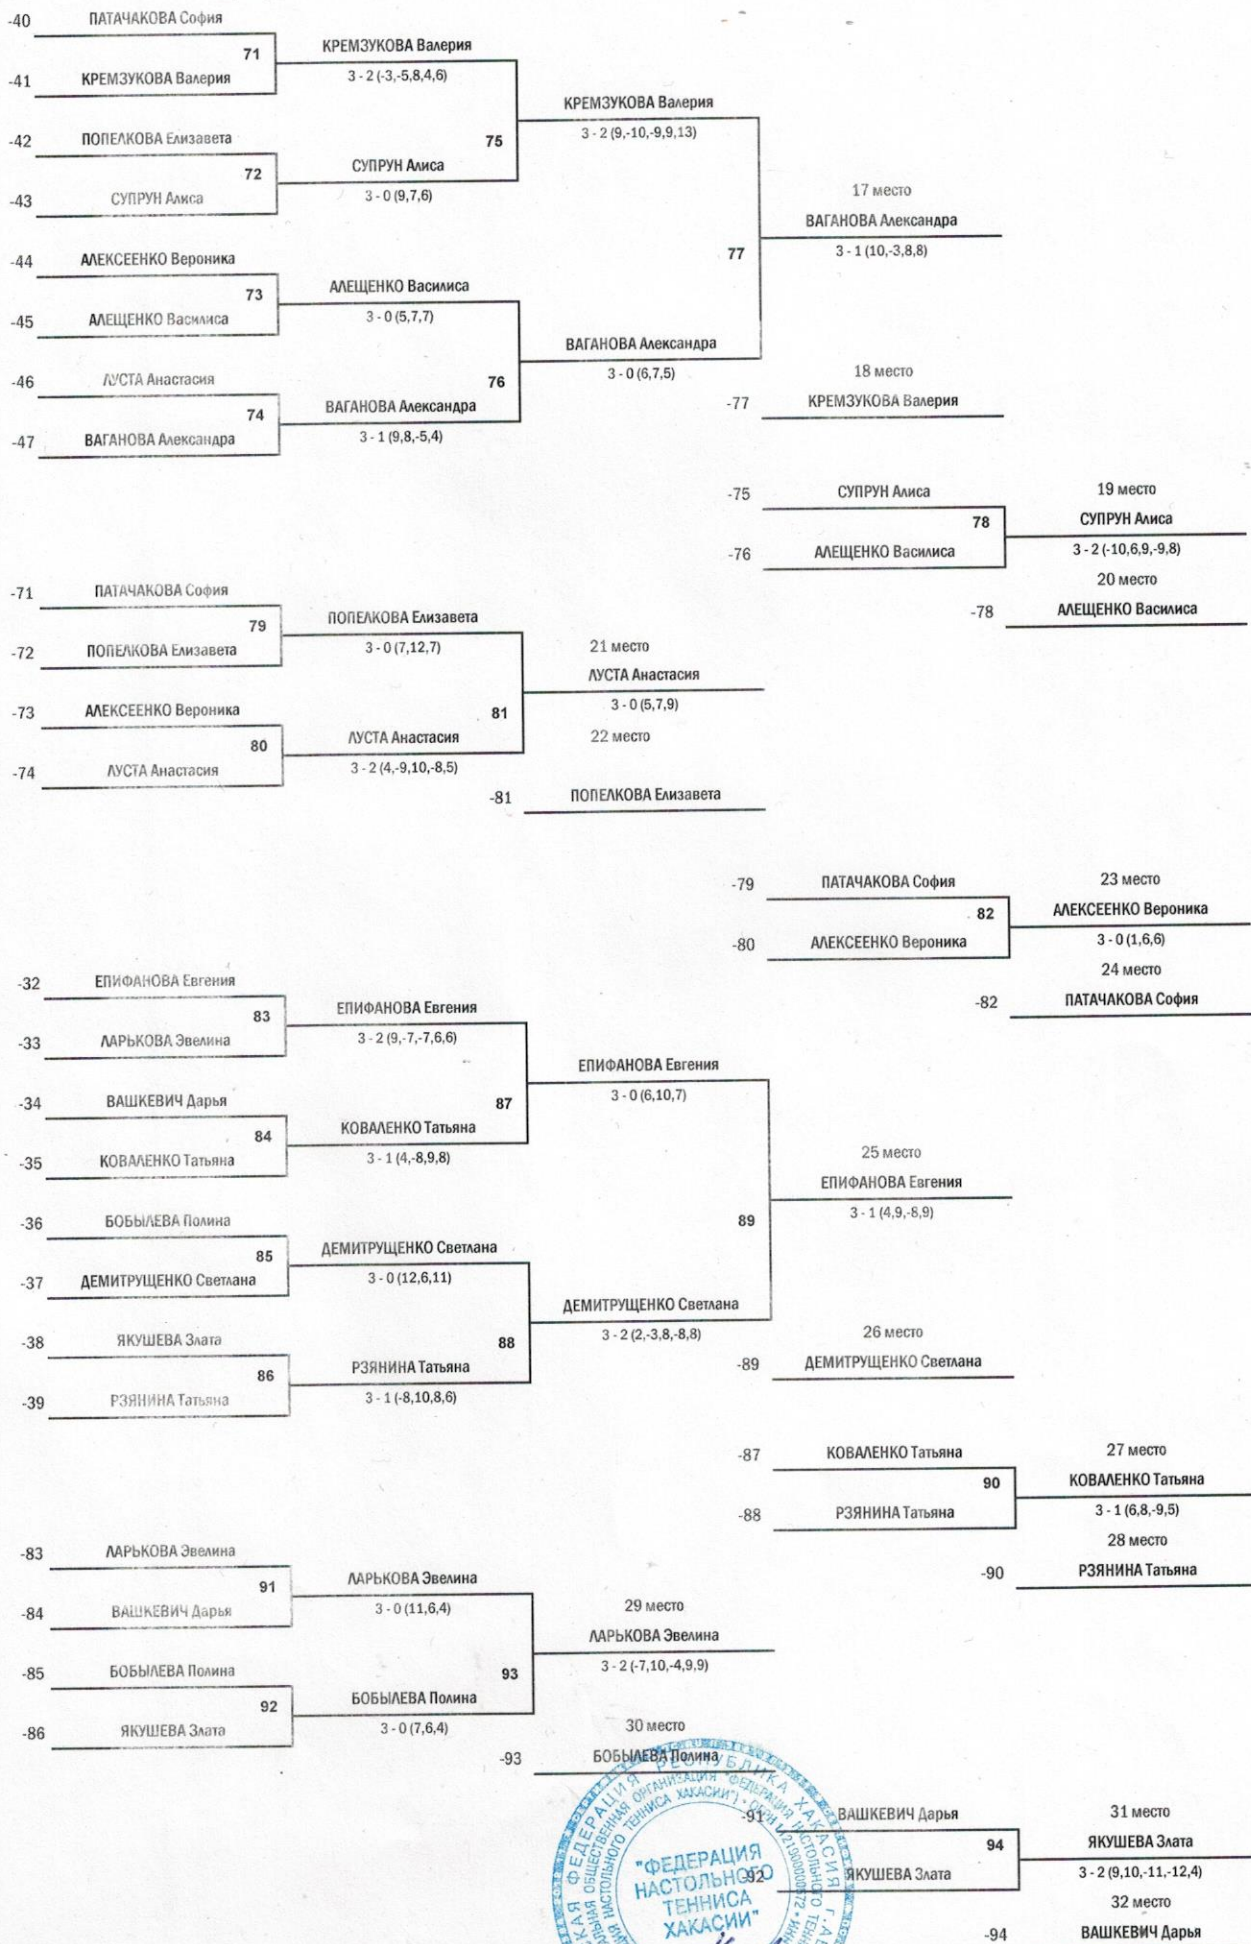 -40 ПАТАЧАКОВА София
71 КРЕМЗУКОВА Валерия
-41 КРЕМЗУКОВА Валерия 3 - 2 (-3,-5,8,4,6)
КРЕМЗУКОВА Валерия
-42 ПОПЕЛКОВА Елизавета 75 3 - 2 (9,-10,-9,9,13)
72 СУПРУН Алиса
-43 СУПРУН Алиса 3 - 0 (9,7,6) 17 место
ВАГАНОВА Александра
-44 АЛЕКСЕЕНКО Вероника 77 3 - 1 (10,-3,8,8)
73 АЛЕЩЕНКО Василиса
-45 АЛЕЩЕНКО Василиса 3 - 0 (5,7,7)
ВАГАНОВА Александра
-46 ЛУСТА Анастасия 76 3 - 0 (6,7,5) 18 место
74 ВАГАНОВА Александра -77 КРЕМЗУКОВА Валерия
-47 ВАГАНОВА Александра 3 - 1 (9,8,-5,4)
-75 СУПРУН Алиса 19 место
78 СУПРУН Алиса
-76 АЛЕЩЕНКО Василиса 3 - 2 (-10,6,9,-9,8)
20 место
-78 АЛЕЩЕНКО Василиса
-71 ПАТАЧАКОВА София
79 ПОПЕЛКОВА Елизавета
-72 ПОПЕЛКОВА Елизавета 3 - 0 (7,12,7) 21 место
ЛУСТА Анастасия
-73 АЛЕКСЕЕНКО Вероника 81 3 - 0 (5,7,9)
80 ЛУСТА Анастасия 22 место
-74 ЛУСТА Анастасия 3 - 2 (4,-9,10,-8,5)
-81 ПОПЕЛКОВА Елизавета
-79 ПАТАЧАКОВА София 23 место
82 АЛЕКСЕЕНКО Вероника
-80 АЛЕКСЕЕНКО Вероника 3 - 0 (1,6,6)
24 место
-82 ПАТАЧАКОВА София
-32 ЕПИФАНОВА Евгения
83 ЕПИФАНОВА Евгения
-33 ЛАРЬКОВА Эвелина 3 - 2 (9,-7,-7,6,6)
ЕПИФАНОВА Евгения
-34 ВАШКЕВИЧ Дарья 87 3 - 0 (6,10,7)
84 КОВАЛЕНКО Татьяна
-35 КОВАЛЕНКО Татьяна 3 - 1 (4,-8,9,8) 25 место
ЕПИФАНОВА Евгения
-36 БОБЫЛЕВА Полина 89 3 - 1 (4,9,-8,9)
85 ДЕМИТРУЩЕНКО Светлана
-37 ДЕМИТРУЩЕНКО Светлана 3 - 0 (12,6,11)
ДЕМИТРУЩЕНКО Светлана
-38 ЯКУШЕВА Злата 88 3 - 2 (2,-3,8,-8,8) 26 место
86 РЗЯНИНА Татьяна -89 ДЕМИТРУЩЕНКО Светлана
-39 РЗЯНИНА Татьяна 3 - 1 (-8,10,8,6)
-87 КОВАЛЕНКО Татьяна 27 место
90 КОВАЛЕНКО Татьяна
-88 РЗЯНИНА Татьяна 3 - 1 (6,8,-9,5)
28 место
-90 РЗЯНИНА Татьяна
-83 ЛАРЬКОВА Эвелина
91 ЛАРЬКОВА Эвелина
-84 ВАШКЕВИЧ Дарья 3 - 0 (11,6,4) 29 место
ЛАРЬКОВА Эвелина
-85 БОБЫЛЕВА Полина 93 3 - 2 (-7,10,-4,9,9)
92 БОБЫЛЕВА Полина
-86 ЯКУШЕВА Злата 3 - 0 (7,6,4) 30 место
-93 БОБЫЛЕВА Полина
-91 ВАШКЕВИЧ Дарья 31 место
94 ЯКУШЕВА Злата
-92 ЯКУШЕВА Злата 3 - 2 (9,10,-11,-12,4)
32 место
-94 ВАШКЕВИЧ Дарья
ФЕДЕРАЦИЯ РЕСПУБЛИКА ХАКАСИЯ
ОБЩЕСТВЕННАЯ ОРГАНИЗАЦИЯ "ФЕДЕРАЦИЯ НАСТОЛЬНОГО
НАСТОЛЬНОГО ТЕННИСА ХАКАСИИ")
"ФЕДЕРАЦИЯ
НАСТОЛЬНОГО
ТЕННИСА
ХАКАСИИ"